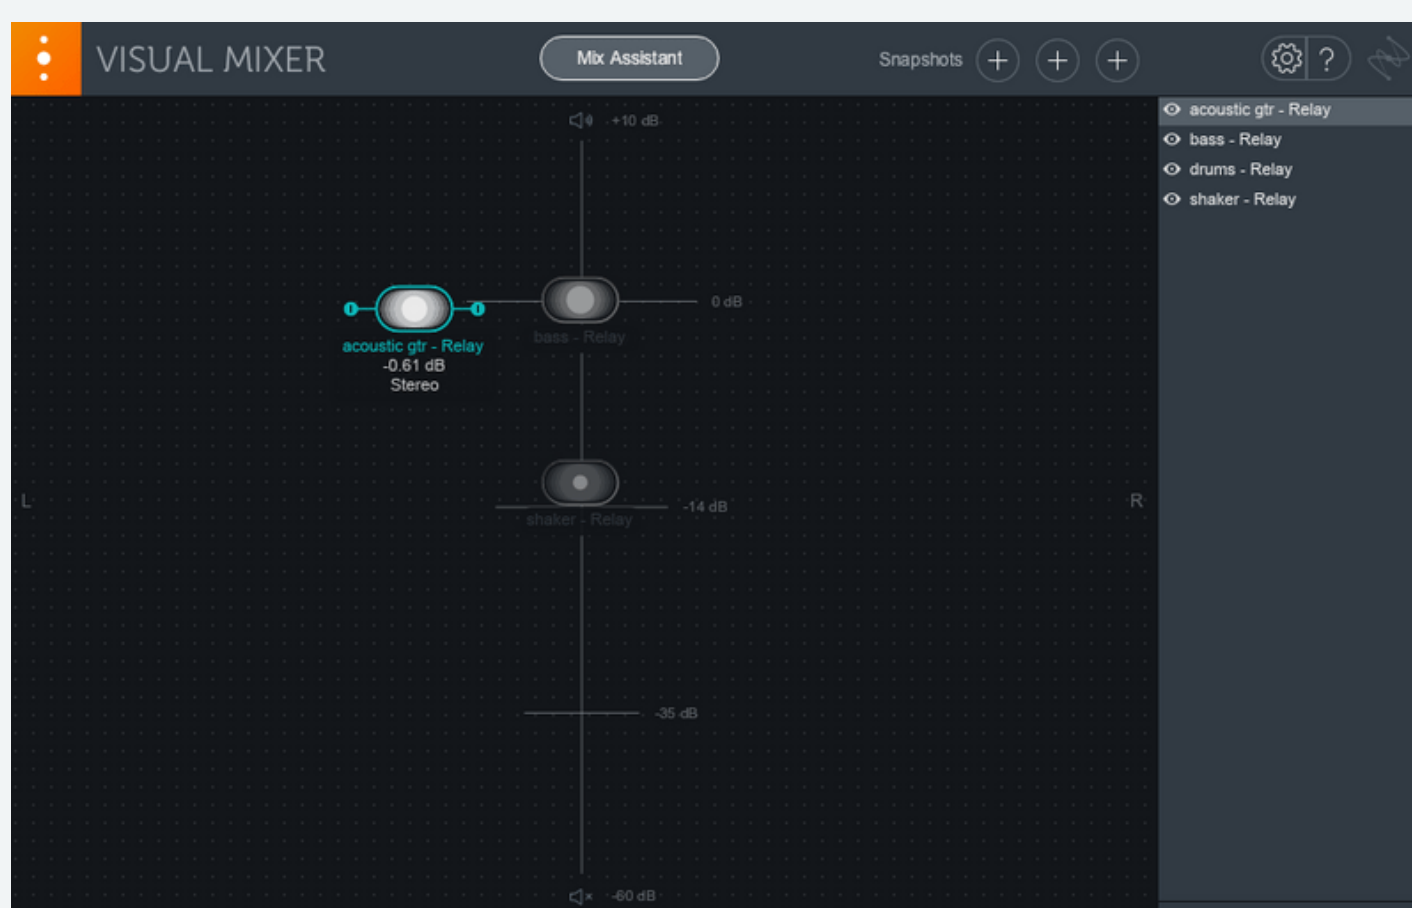 VISUAL MIXER
Mix Assistant
Snapshots + + +
?
+10 dB
acoustic gtr - Relay
bass - Relay
drums - Relay
shaker - Relay
0 dB
bass - Relay
acoustic gtr - Relay
-0.61 dB
Stereo
L
R
-14 dB
shaker - Relay
-35 dB
-60 dB